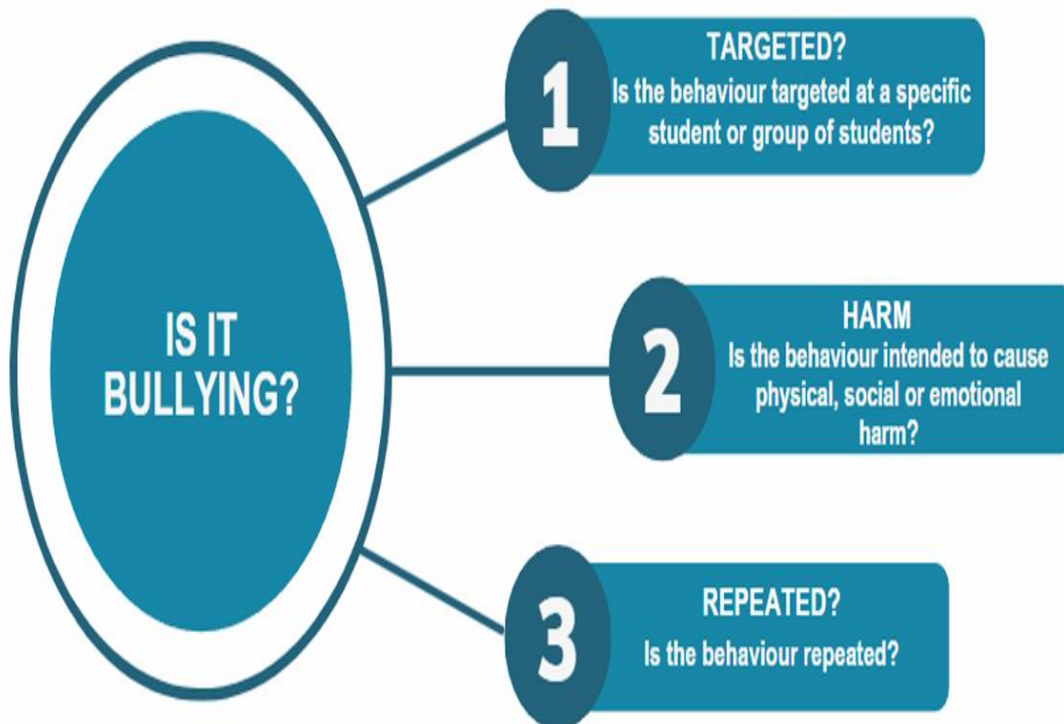 IS IT
BULLYING?
1
TARGETED?
Is the behaviour targeted at a specific
student or group of students?
2
HARM
Is the behaviour intended to cause
physical, social or emotional
harm?
3
REPEATED?
Is the behaviour repeated?